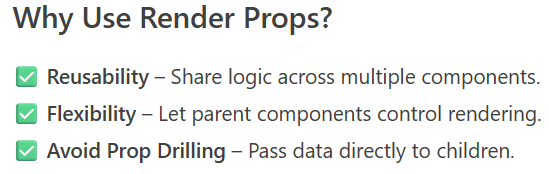 Why Use Render Props?
✅ Reusability – Share logic across multiple components.
✅ Flexibility – Let parent components control rendering.
✅ Avoid Prop Drilling – Pass data directly to children.